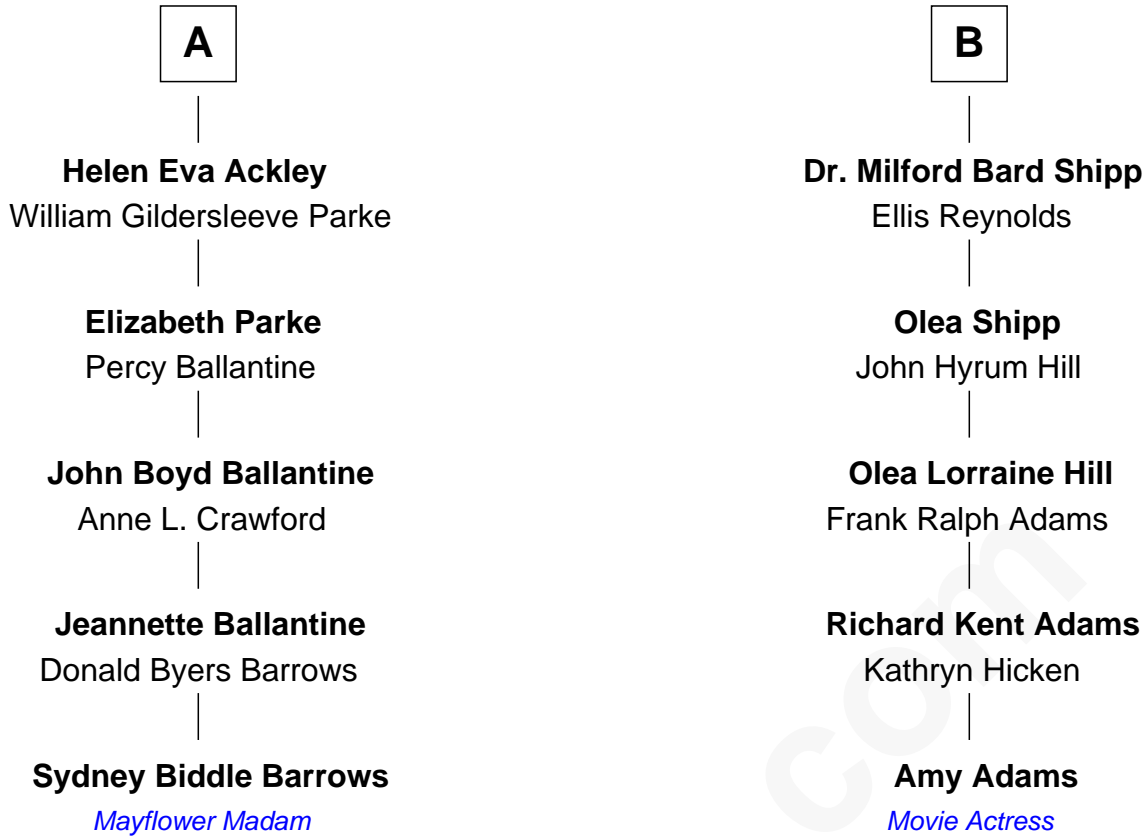 A
Helen Eva Ackley
William Gildersleeve Parke
Elizabeth Parke
Percy Ballantine
John Boyd Ballantine
Anne L. Crawford
Jeannette Ballantine
Donald Byers Barrows
Sydney Biddle Barrows
Mayflower Madam
B
Dr. Milford Bard Shipp
Ellis Reynolds
Olea Shipp
John Hyrum Hill
Olea Lorraine Hill
Frank Ralph Adams
Richard Kent Adams
Kathryn Hicken
Amy Adams
Movie Actress
com